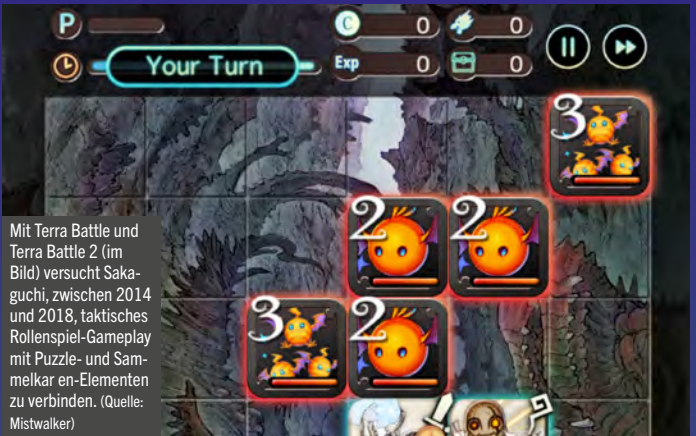 P
C 0 0
Your Turn
Exp 0 0
3
2 2
3 2
Mit Terra Battle und
Terra Battle 2 (im
Bild) versucht Saka-
guchi, zwischen 2014
und 2018, taktisches
Rollenspiel-Gameplay
mit Puzzle- und Sam-
melkar en-Elementen
zu verbinden. (Quelle:
Mistwalker)